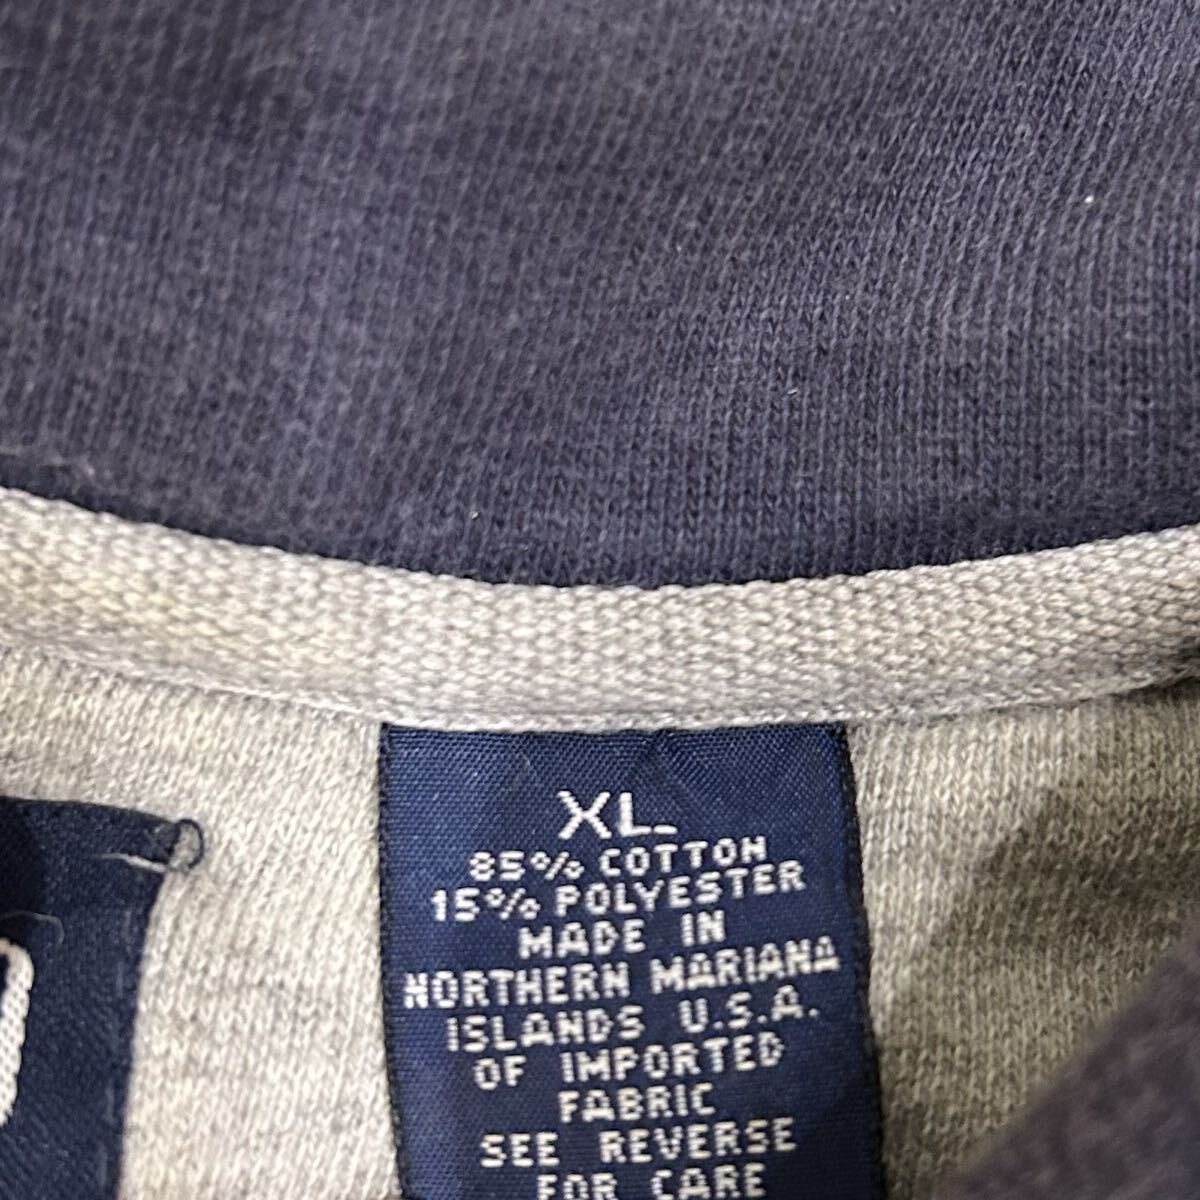 XL
85% COTTON
15% POLYESTER
MADE IN
NORTHERN MARIANA
ISLANDS U.S.A.
OF IMPORTED
FABRIC
SEE REVERSE
FOR CARE